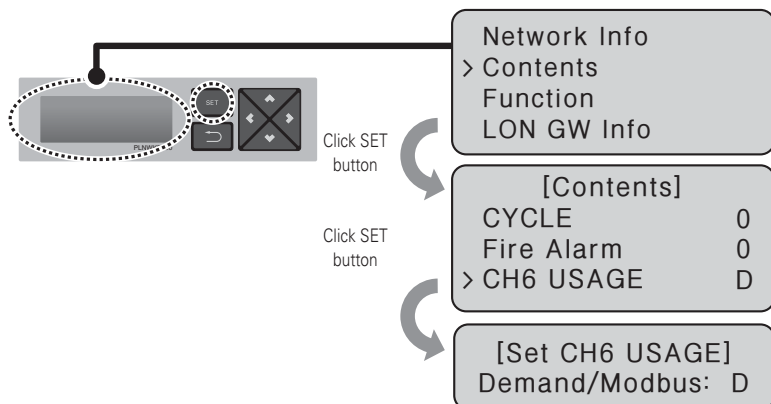 Network Info
> Contents
Function
LON GW Info
SET
Click SET
button
[Contents]
CYCLE 0
Fire Alarm 0
> CH6 USAGE D
Click SET
button
[Set CH6 USAGE]
Demand/Modbus: D